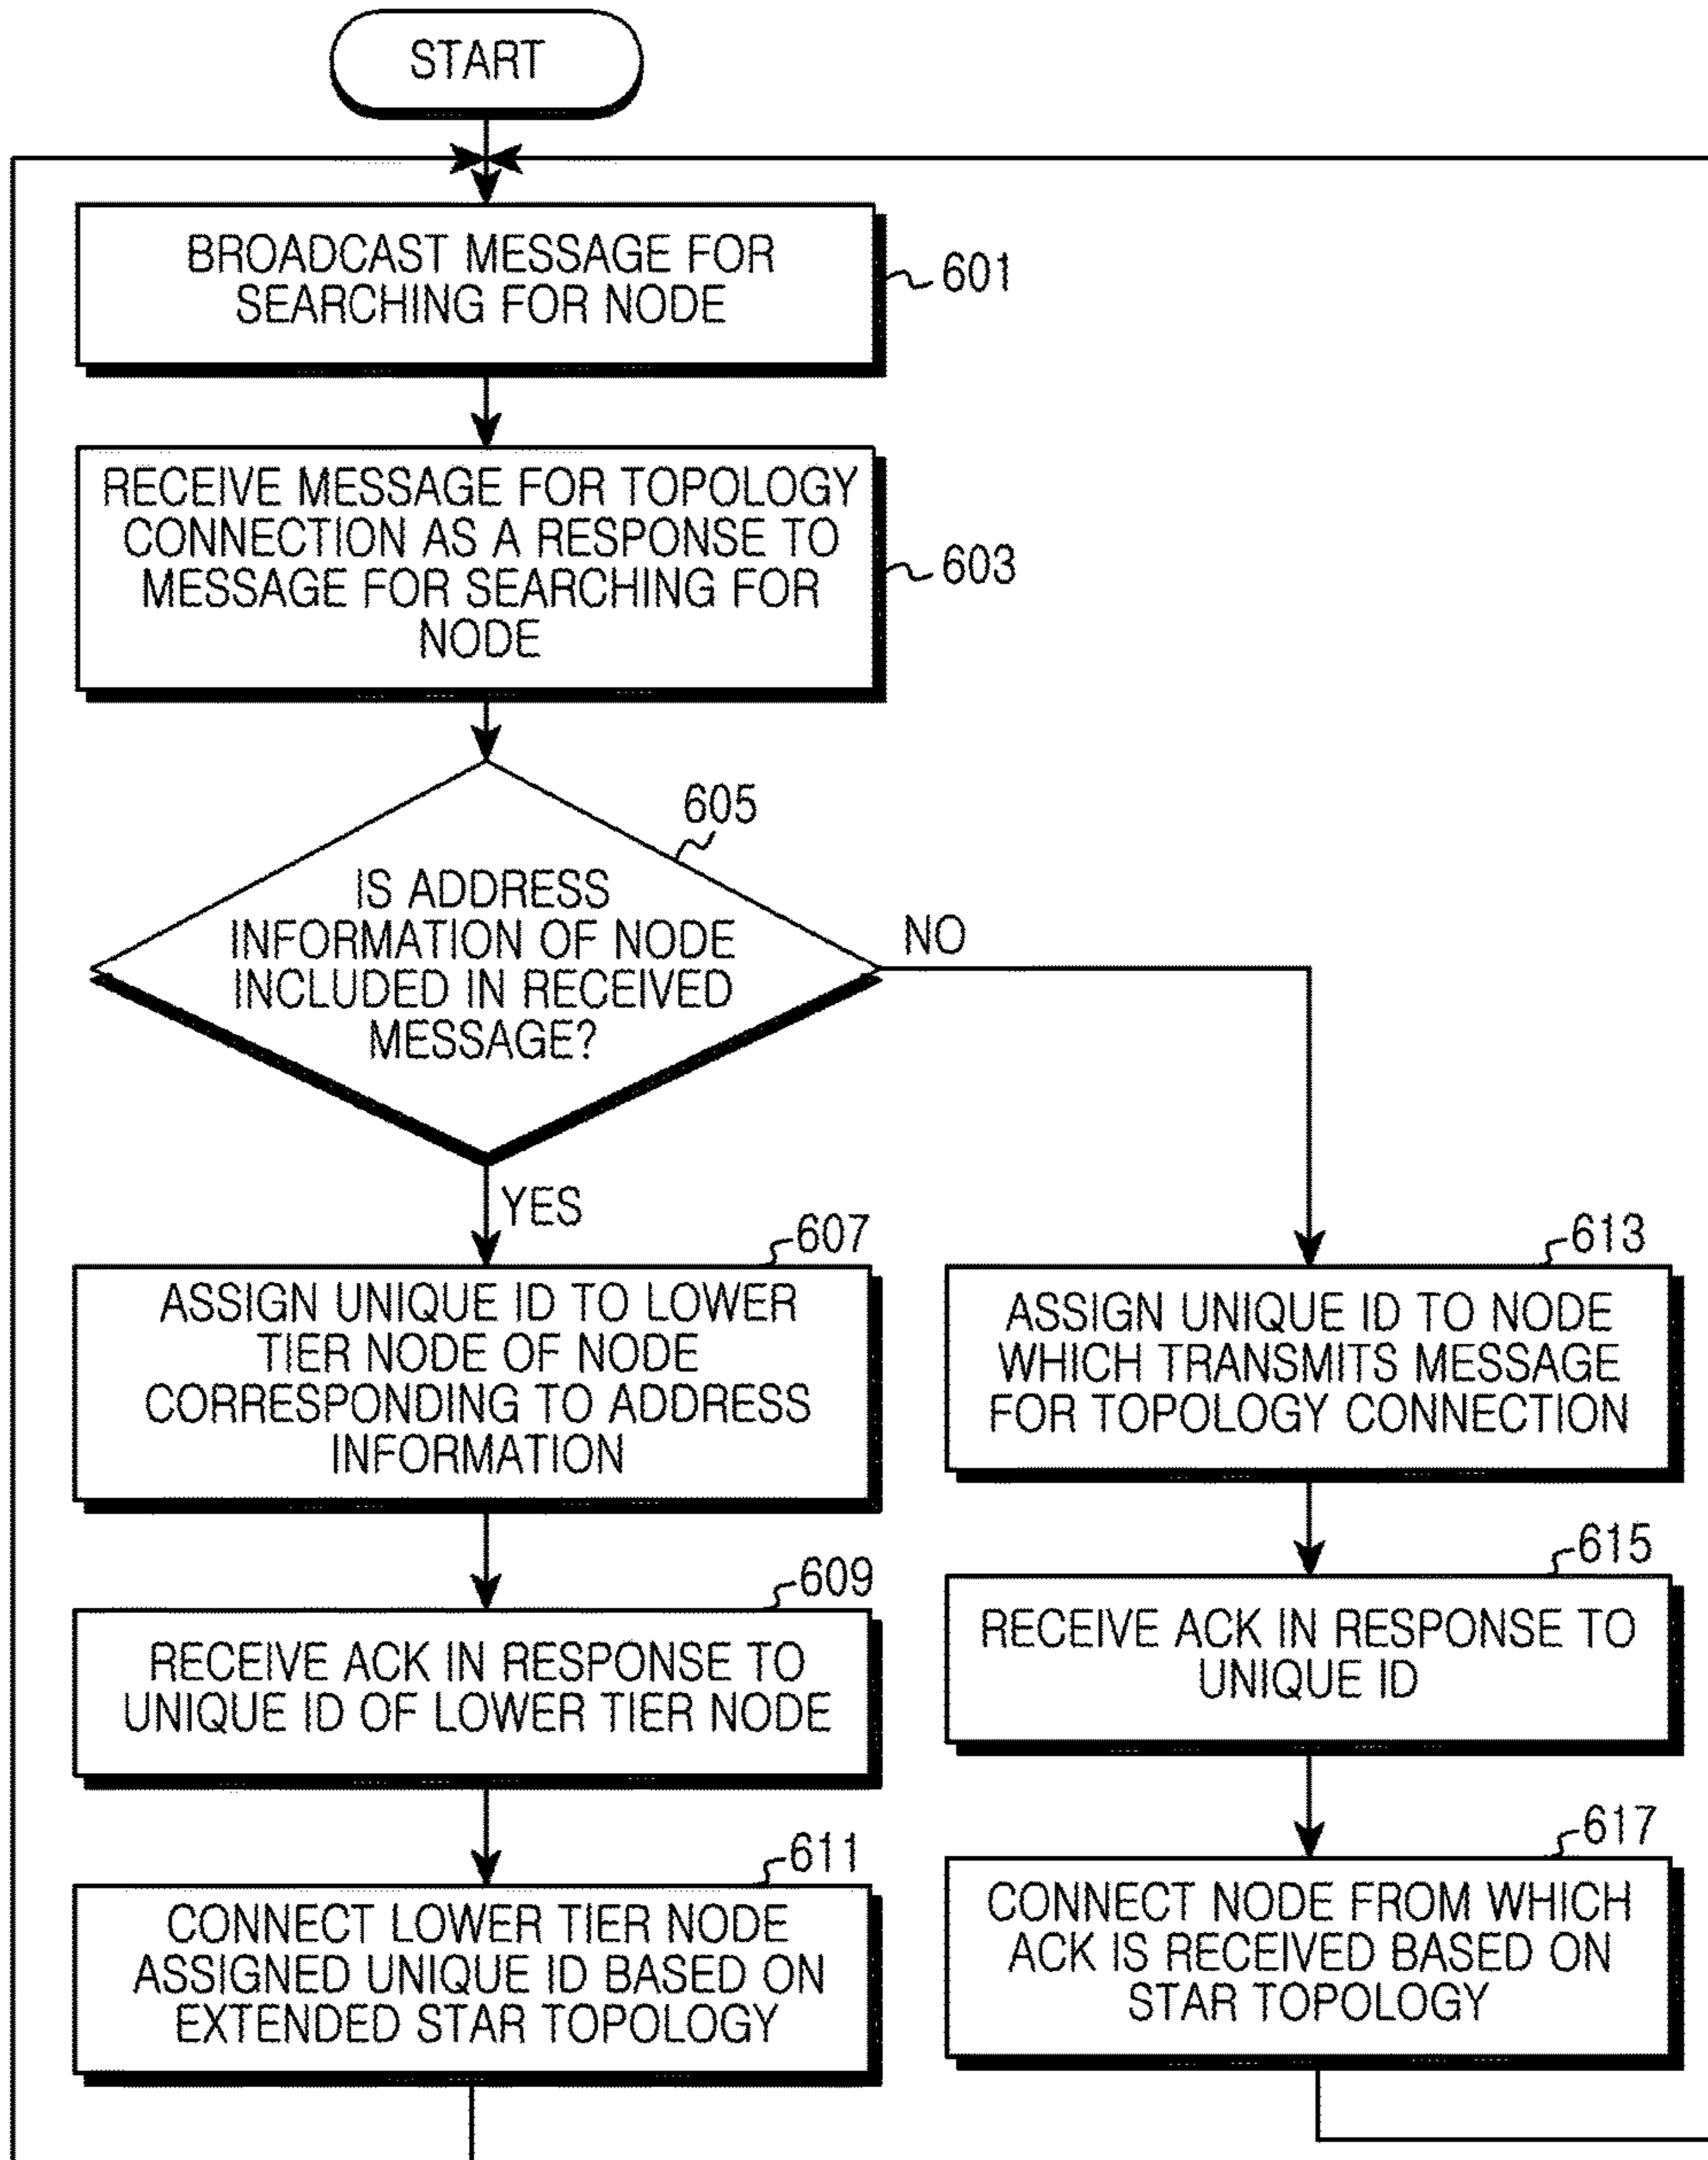 START
BROADCAST MESSAGE FOR
SEARCHING FOR NODE
601
RECEIVE MESSAGE FOR TOPOLOGY
CONNECTION AS A RESPONSE TO
MESSAGE FOR SEARCHING FOR
NODE
603
605
IS ADDRESS
INFORMATION OF NODE
INCLUDED IN RECEIVED
MESSAGE?
NO
YES
607
ASSIGN UNIQUE ID TO LOWER
TIER NODE OF NODE
CORRESPONDING TO ADDRESS
INFORMATION
609
RECEIVE ACK IN RESPONSE TO
UNIQUE ID OF LOWER TIER NODE
611
CONNECT LOWER TIER NODE
ASSIGNED UNIQUE ID BASED ON
EXTENDED STAR TOPOLOGY
613
ASSIGN UNIQUE ID TO NODE
WHICH TRANSMITS MESSAGE
FOR TOPOLOGY CONNECTION
615
RECEIVE ACK IN RESPONSE TO
UNIQUE ID
617
CONNECT NODE FROM WHICH
ACK IS RECEIVED BASED ON
STAR TOPOLOGY